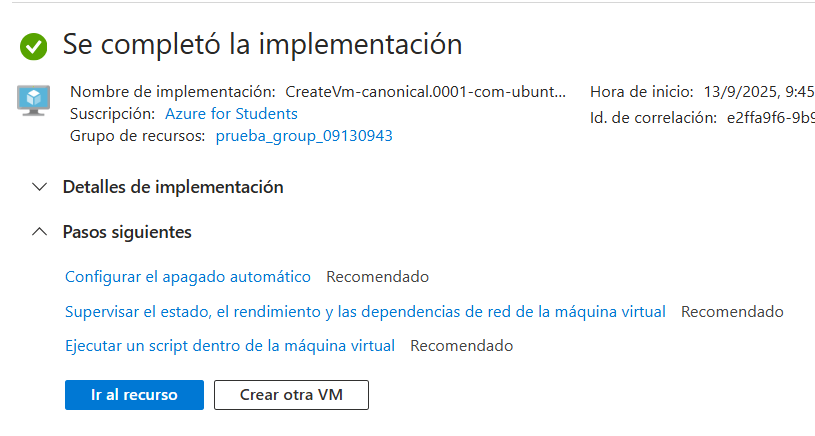 Se completó la implementación
Nombre de implementación: CreateVm-canonical.0001-com-ubunt... Hora de inicio: 13/9/2025, 9:45
Suscripción: Azure for Students Id. de correlación: e2ffa9f6-9b9
Grupo de recursos: prueba_group_09130943
Detalles de implementación
Pasos siguientes
Configurar el apagado automático Recomendado
Supervisar el estado, el rendimiento y las dependencias de red de la máquina virtual Recomendado
Ejecutar un script dentro de la máquina virtual Recomendado
Ir al recurso Crear otra VM